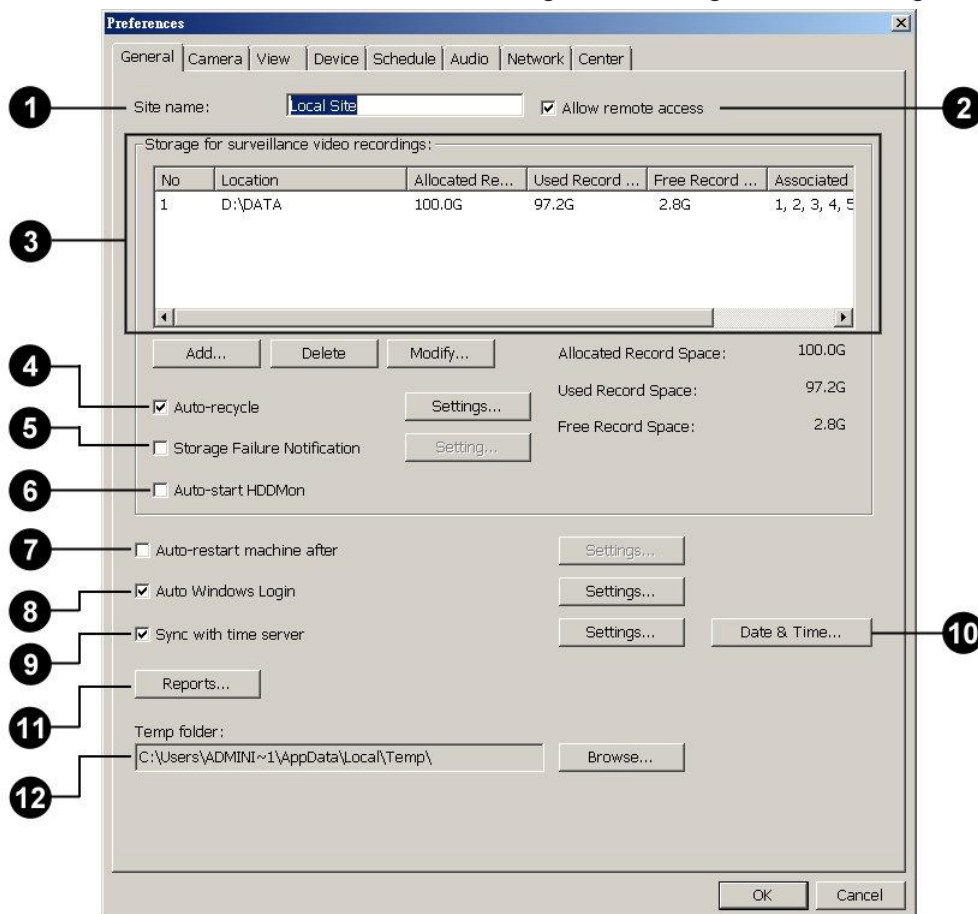 Preferences
General Camera View Device Schedule Audio Network Center
1 Site name: Local Site Allow remote access 2
Storage for surveillance video recordings:
No Location Allocated Re... Used Record ... Free Record ... Associated
1 D:\DATA 100.0G 97.2G 2.8G 1, 2, 3, 4, 5
3
Add... Delete Modify... Allocated Record Space: 100.0G
4 Auto-recycle Settings... Used Record Space: 97.2G
5 Storage Failure Notification Setting... Free Record Space: 2.8G
6 Auto-start HDDMon
7 Auto-restart machine after Settings...
8 Auto Windows Login Settings...
9 Sync with time server Settings... Date & Time... 10
11 Reports...
Temp folder:
12 C:\Users\ADMINI~1\AppData\Local\Temp\ Browse...
OK Cancel